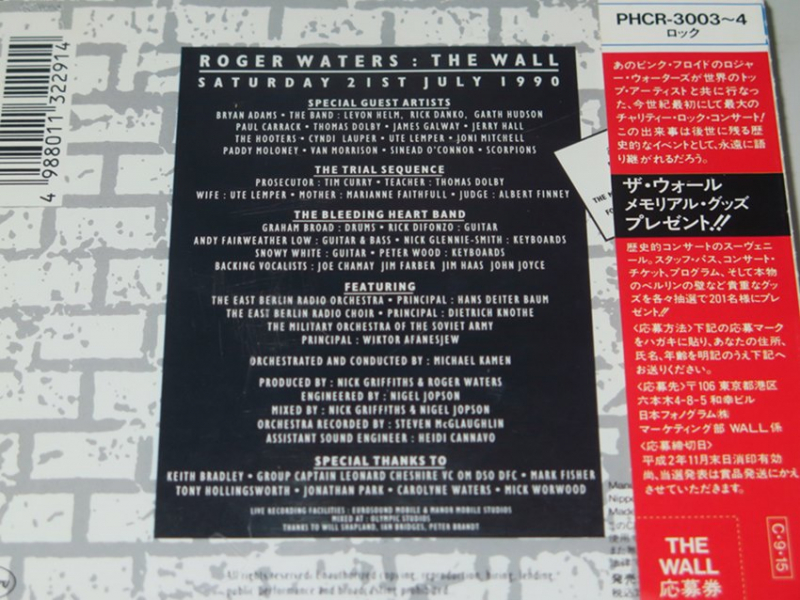 4 988011 322914
ROGER WATERS : THE WALL
SATURDAY 21ST JULY 1990
SPECIAL GUEST ARTISTS
BRYAN ADAMS • THE BAND : LEVON HELM, RICK DANKO, GARTH HUDSON
PAUL CARRACK • THOMAS DOLBY • JAMES GALWAY • JERRY HALL
THE HOOTERS • CYNDI LAUPER • UTE LEMPER • JONI MITCHELL
PADDY MOLONEY • VAN MORRISON • SINEAD O'CONNOR • SCORPIONS
THE TRIAL SEQUENCE
PROSECUTOR : TIM CURRY • TEACHER : THOMAS DOLBY
WIFE : UTE LEMPER • MOTHER : MARIANNE FAITHFULL • JUDGE : ALBERT FINNEY
THE BLEEDING HEART BAND
GRAHAM BROAD : DRUMS • RICK DIFONZO : GUITAR
ANDY FAIRWEATHER LOW : GUITAR & BASS • NICK GLENNIE-SMITH : KEYBOARDS
SNOWY WHITE : GUITAR • PETER WOOD : KEYBOARDS
BACKING VOCALISTS : JOE CHAMAY JIM FARBER JIM HAAS JOHN JOYCE
FEATURING
THE EAST BERLIN RADIO ORCHESTRA • PRINCIPAL : HANS DEITER BAUM
THE EAST BERLIN RADIO CHOIR • PRINCIPAL : DIETRICH KNOTHE
THE MILITARY ORCHESTRA OF THE SOVIET ARMY
PRINCIPAL : WIKTOR AFANESJEW
ORCHESTRATED AND CONDUCTED BY : MICHAEL KAMEN
PRODUCED BY : NICK GRIFFITHS & ROGER WATERS
ENGINEERED BY : NIGEL JOPSON
MIXED BY : NICK GRIFFITHS & NIGEL JOPSON
ORCHESTRA RECORDED BY : STEVEN McGLAUGHLIN
ASSISTANT SOUND ENGINEER : HEIDI CANNAVO
SPECIAL THANKS TO
KEITH BRADLEY • GROUP CAPTAIN LEONARD CHESHIRE VC OM DSO DFC • MARK FISHER
TONY HOLLINGSWORTH • JONATHAN PARK • CAROLYNE WATERS • MICK WORWOOD
LIVE RECORDING FACILITIES : EUROSOUND MOBILE & MANOR MOBILE STUDIOS
MIXED AT : OLYMPIC STUDIOS
THANKS TO WILL SHAPLAND, IAN BRIDGES, PETER BRANDT
All rights reserved. Unauthorized copying, reproduction, hiring, lending,
public performance and broadcasting prohibited.
PHCR-3003〜4
ロック
あのピンク・フロイドのロジャ
ー・ウォーターズが世界のトッ
プ・アーティストと共に行なっ
た、今世紀最初にして最大の
チャリティー・ロック・コンサート!
この出来事は後世に残る歴
史的なイベントとして、永遠に語
り継がれるだろう。
ザ・ウォール
メモリアル・グッズ
プレゼント!!
歴史的コンサートのスーヴェニ
ール。スタッフ・パス、コンサート・
チケット、プログラム、そして本物
のベルリンの壁など貴重なグッ
ズを各々抽選で201名様にプレ
ゼント!!
〈応募方法〉下記の応募マーク
をハガキに貼り、あなたの住所、
氏名、年齢を明記のうえ下記へ
お送りください。
〈応募先〉〒106 東京都港区
六本木4-8-5 和幸ビル
日本フォノグラム㈱
マーケティング部 WALL係
〈応募締切日〉
平成2年11月末日消印有効
尚、当選発表は賞品発送にかえ
させていただきます。
THE
WALL
応募券
C・9・15